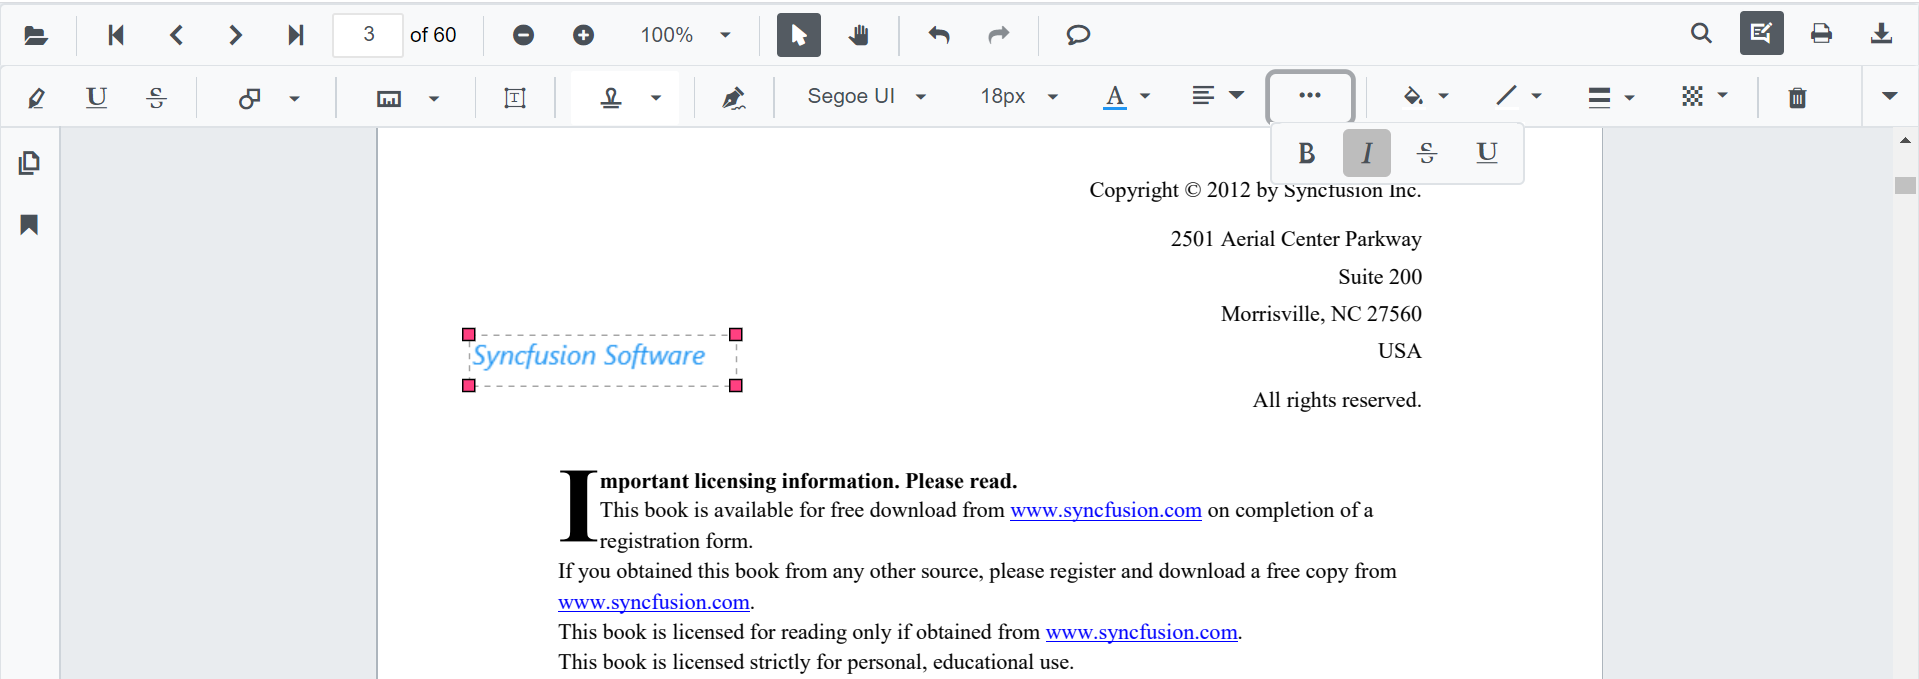 3 of 60 100%
Segoe UI 18px A
B I S U
Copyright © 2012 by Syncfusion Inc.
2501 Aerial Center Parkway
Suite 200
Morrisville, NC 27560
USA
Syncfusion Software
All rights reserved.
Important licensing information. Please read.
This book is available for free download from www.syncfusion.com on completion of a
registration form.
If you obtained this book from any other source, please register and download a free copy from
www.syncfusion.com.
This book is licensed for reading only if obtained from www.syncfusion.com.
This book is licensed strictly for personal, educational use.